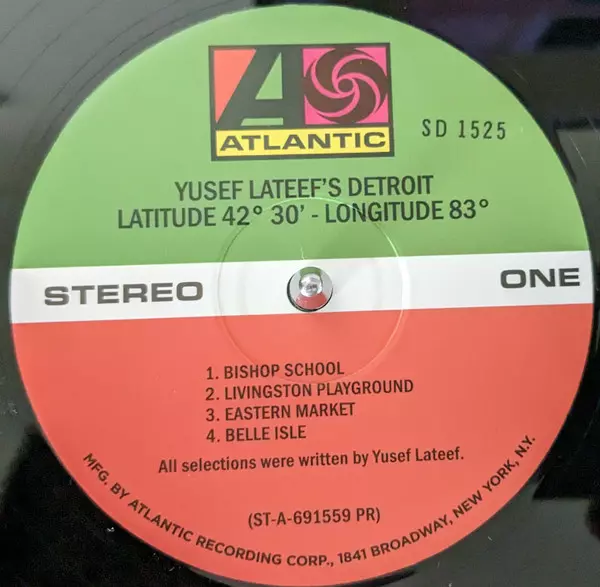 A
ATLANTIC
SD 1525
YUSEF LATEEF'S DETROIT
LATITUDE 42° 30' - LONGITUDE 83°
STEREO
ONE
1. BISHOP SCHOOL
2. LIVINGSTON PLAYGROUND
3. EASTERN MARKET
4. BELLE ISLE
All selections were written by Yusef Lateef.
(ST-A-691559 PR)
MFG. BY ATLANTIC RECORDING CORP., 1841 BROADWAY, NEW YORK, N.Y.